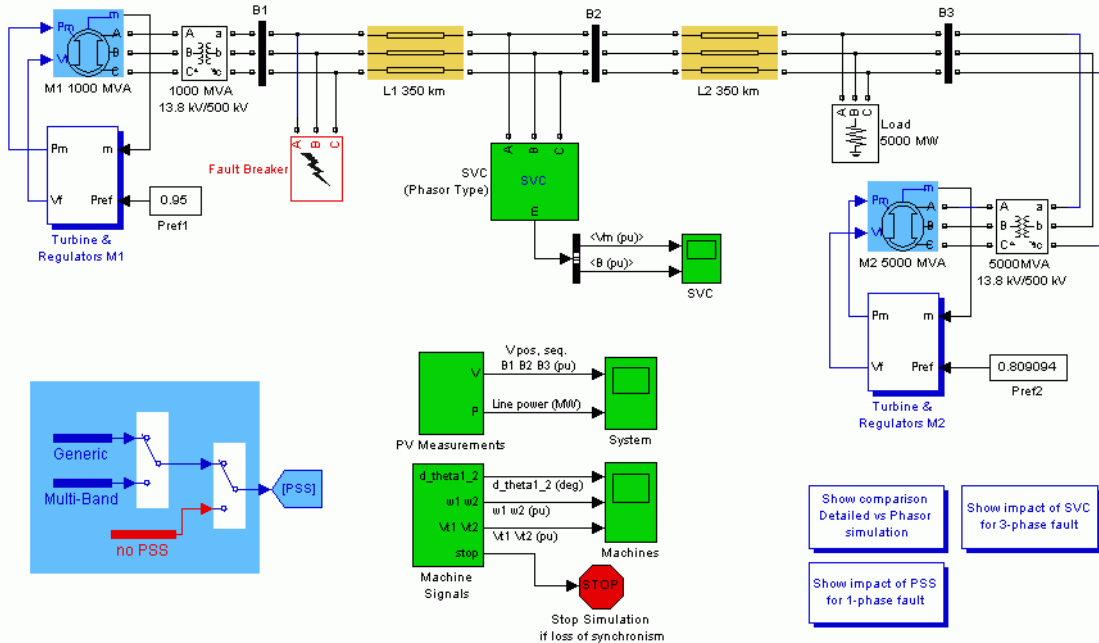 B1
B2
B3
m
Pm
Vf
A
B
C
A a
B b
C c
M1 1000 MVA
1000 MVA
13.8 kV/500 kV
L1 350 km
L2 350 km
A B C
Fault Breaker
A B C
SVC
E
SVC
(Phasor Type)
<Vm (pu)>
<B (pu)>
SVC
A B C
Load
5000 MW
Pm m
Vf Pref
0.95
Pref1
Turbine &
Regulators M1
m
Pm
Vf
A
B
C
A a
B b
C c
M2 5000 MVA
5000MVA
13.8 kV/500 kV
Pm m
Vf Pref
0.809094
Pref2
Turbine &
Regulators M2
Generic
Multi-Band
no PSS
[PSS]
V pos. seq.
B1 B2 B3 (pu)
V
Line power (MW)
P
PV Measurements
System
d_theta1_2
d_theta1_2 (deg)
w1 w2
w1 w2 (pu)
Vt1 Vt2
Vt1 Vt2 (pu)
stop
Machine
Signals
Machines
STOP
Stop Simulation
if loss of synchronism
Show comparison
Detailed vs Phasor
simulation
Show impact of SVC
for 3-phase fault
Show impact of PSS
for 1-phase fault